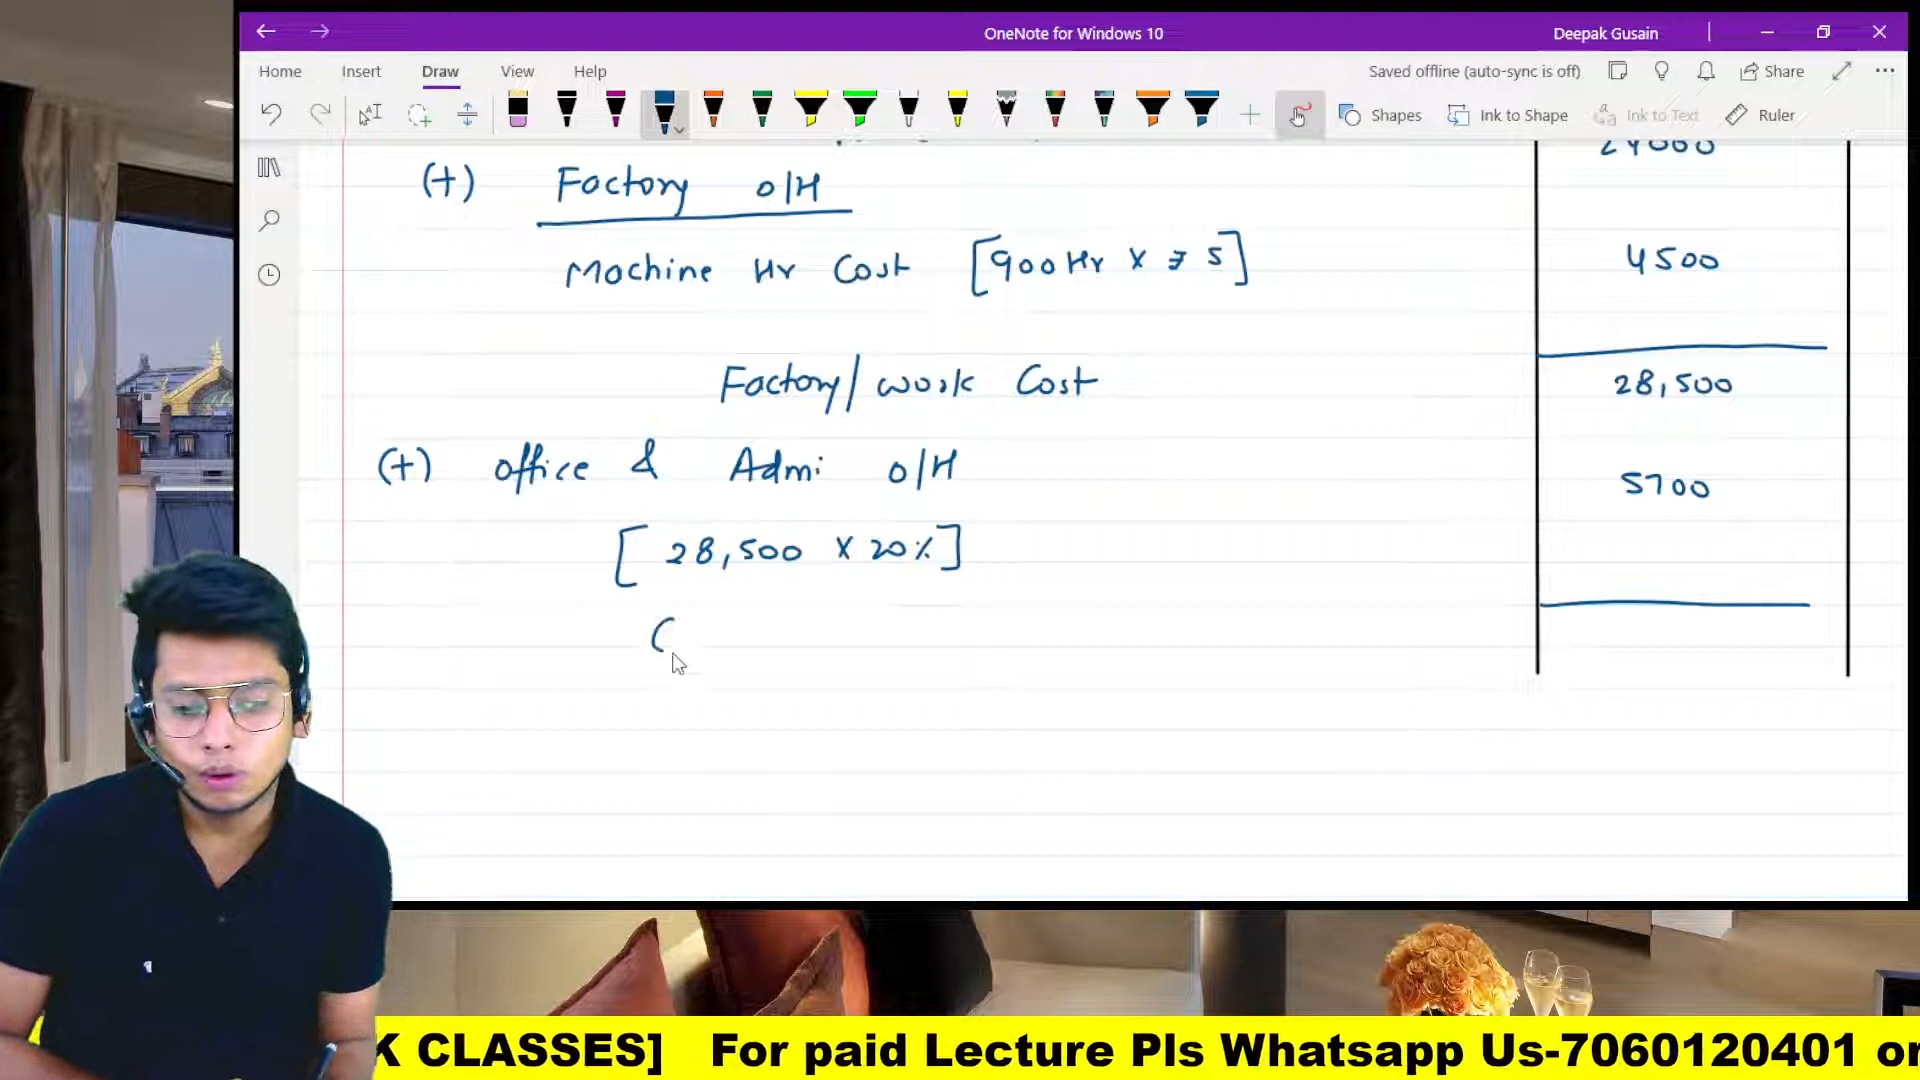 OneNote for Windows 10
Deepak Gusain
Home Insert Draw View Help
Saved offline (auto-sync is off) Share
Shapes Ink to Shape Ink to Text Ruler
24000
(+) Factory O/H
Machine Hr Cost [900Hr X ₹ 5] 4500
Factory/work Cost 28,500
(+) office & Admi O/H 5700
[28,500 X 20%]
(
K CLASSES] For paid Lecture Pls Whatsapp Us-7060120401 or